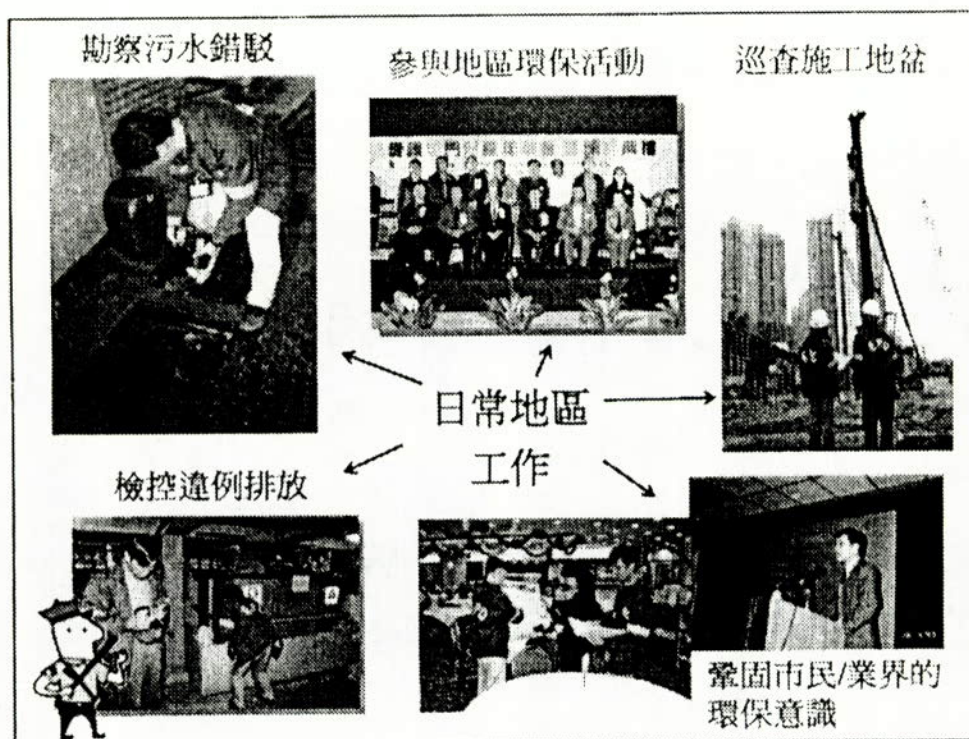 勘察污水錯駁
參與地區環保活動
巡查施工地盆
日常地區
工作
檢控違例排放
鞏固市民/業界的
環保意識